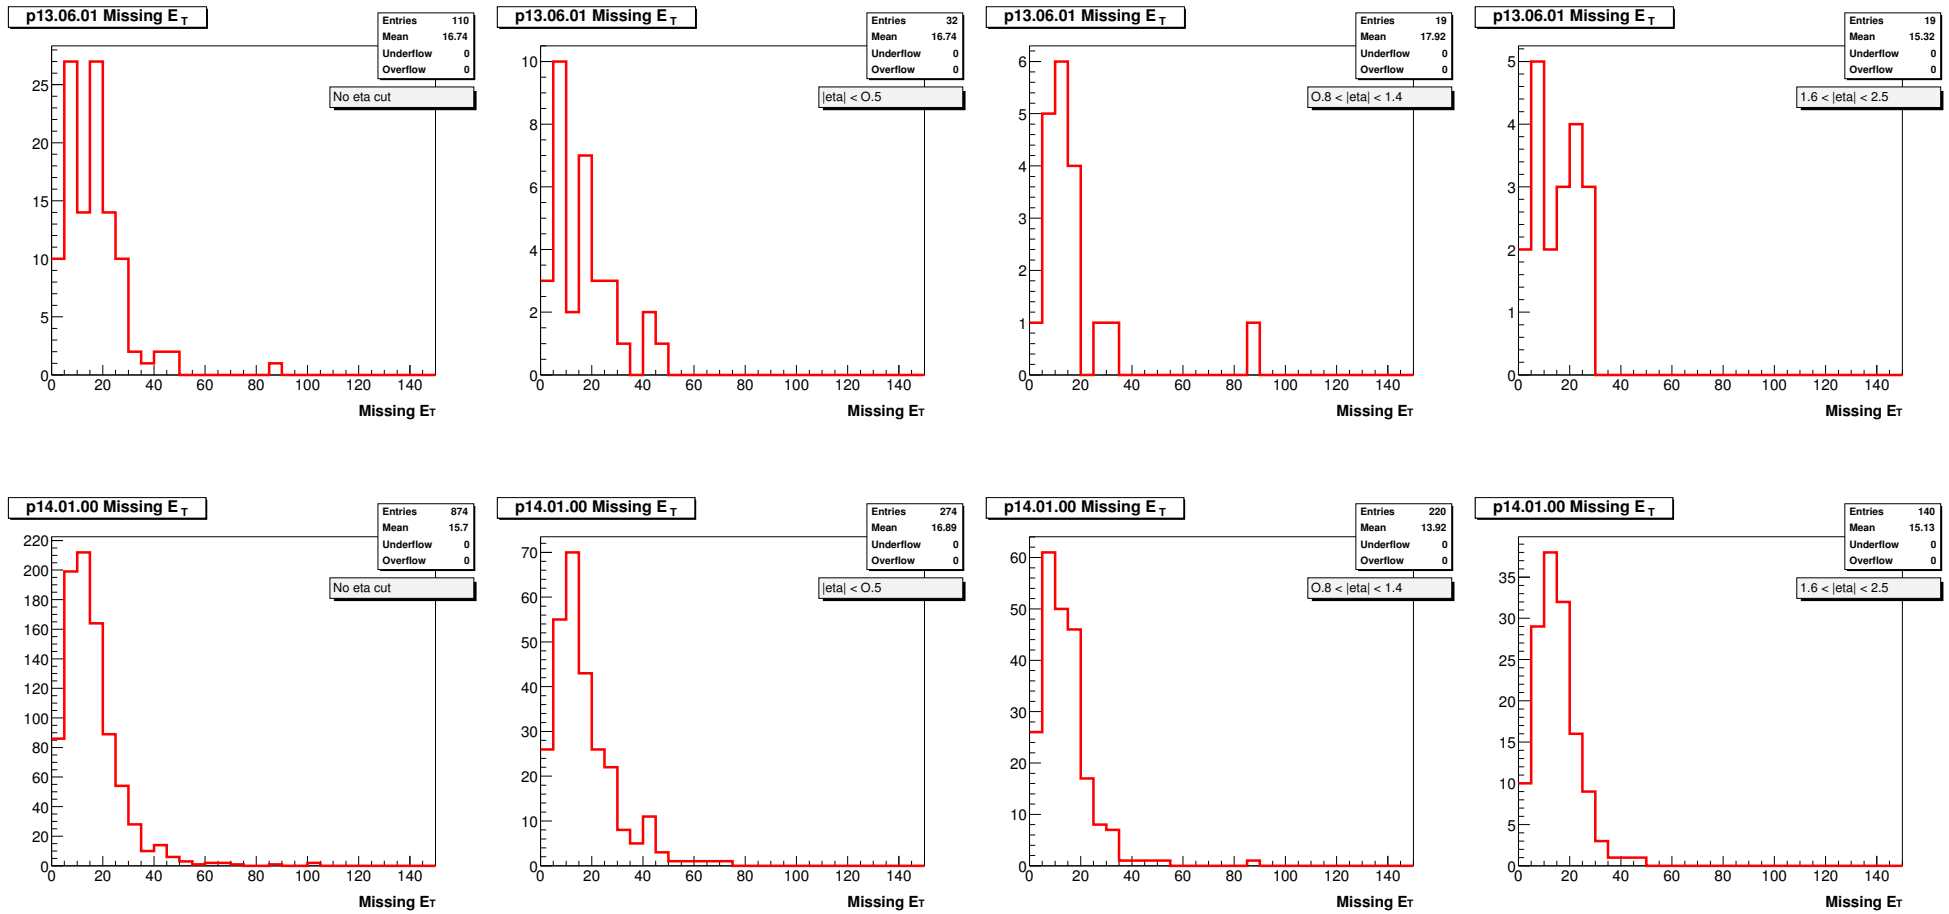 p13.06.01 Missing E T
Entries 110
Mean 16.74
Underflow 0
Overflow 0
No eta cut
25
20
15
10
5
0
0 20 40 60 80 100 120 140
Missing ET
p13.06.01 Missing E T
Entries 32
Mean 16.74
Underflow 0
Overflow 0
|eta| < O.5
10
8
6
4
2
0
0 20 40 60 80 100 120 140
Missing ET
p13.06.01 Missing E T
Entries 19
Mean 17.92
Underflow 0
Overflow 0
O.8 < |eta| < 1.4
6
5
4
3
2
1
0
0 20 40 60 80 100 120 140
Missing ET
p13.06.01 Missing E T
Entries 19
Mean 15.32
Underflow 0
Overflow 0
1.6 < |eta| < 2.5
5
4
3
2
1
0
0 20 40 60 80 100 120 140
Missing ET
p14.01.00 Missing E T
Entries 874
Mean 15.7
Underflow 0
Overflow 0
No eta cut
220
200
180
160
140
120
100
80
60
40
20
0
0 20 40 60 80 100 120 140
Missing ET
p14.01.00 Missing E T
Entries 274
Mean 16.89
Underflow 0
Overflow 0
|eta| < O.5
70
60
50
40
30
20
10
0
0 20 40 60 80 100 120 140
Missing ET
p14.01.00 Missing E T
Entries 220
Mean 13.92
Underflow 0
Overflow 0
O.8 < |eta| < 1.4
60
50
40
30
20
10
0
0 20 40 60 80 100 120 140
Missing ET
p14.01.00 Missing E T
Entries 140
Mean 15.13
Underflow 0
Overflow 0
1.6 < |eta| < 2.5
35
30
25
20
15
10
5
0
0 20 40 60 80 100 120 140
Missing ET